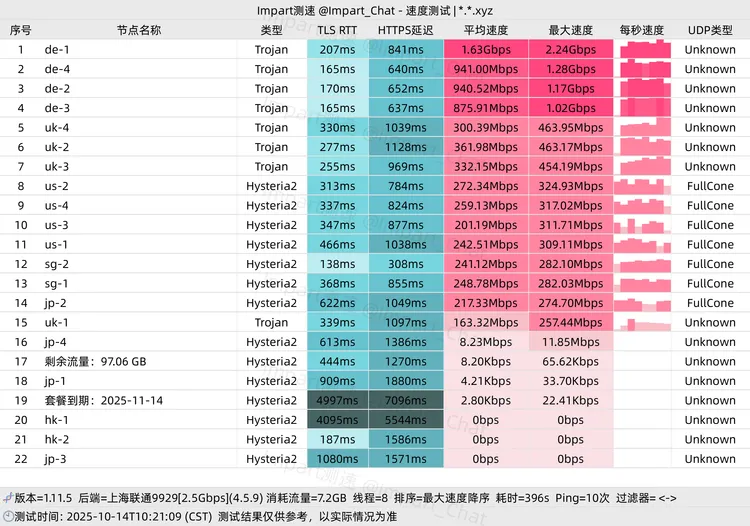 Impart测速 @Impart_Chat - 速度测试 |*.*.xyz
序号 节点名称 类型 TLS RTT HTTPS延迟 平均速度 最大速度 每秒速度 UDP类型
1 de-1 Trojan 207ms 841ms 1.63Gbps 2.24Gbps Unknown
2 de-4 Trojan 165ms 640ms 941.00Mbps 1.28Gbps Unknown
3 de-2 Trojan 170ms 652ms 940.52Mbps 1.17Gbps Unknown
4 de-3 Trojan 165ms 637ms 875.91Mbps 1.02Gbps Unknown
5 uk-4 Trojan 330ms 1039ms 300.39Mbps 463.95Mbps Unknown
6 uk-2 Trojan 277ms 1128ms 361.98Mbps 463.17Mbps Unknown
7 uk-3 Trojan 255ms 969ms 332.15Mbps 454.19Mbps Unknown
8 us-2 Hysteria2 313ms 784ms 272.34Mbps 324.93Mbps FullCone
9 us-4 Hysteria2 337ms 824ms 259.13Mbps 317.02Mbps FullCone
10 us-3 Hysteria2 347ms 877ms 201.19Mbps 311.71Mbps FullCone
11 us-1 Hysteria2 466ms 1038ms 242.51Mbps 309.11Mbps FullCone
12 sg-2 Hysteria2 138ms 308ms 241.12Mbps 282.10Mbps FullCone
13 sg-1 Hysteria2 368ms 855ms 248.78Mbps 282.03Mbps FullCone
14 jp-2 Hysteria2 622ms 1049ms 217.33Mbps 274.70Mbps FullCone
15 uk-1 Trojan 339ms 1097ms 163.32Mbps 257.44Mbps Unknown
16 jp-4 Hysteria2 613ms 1386ms 8.23Mbps 11.85Mbps Unknown
17 剩余流量：97.06 GB Hysteria2 444ms 1270ms 8.20Kbps 65.62Kbps Unknown
18 jp-1 Hysteria2 909ms 1880ms 4.21Kbps 33.70Kbps Unknown
19 套餐到期：2025-11-14 Hysteria2 4997ms 7096ms 2.80Kbps 22.41Kbps Unknown
20 hk-1 Hysteria2 4095ms 5544ms 0bps 0bps Unknown
21 hk-2 Hysteria2 187ms 1586ms 0bps 0bps Unknown
22 jp-3 Hysteria2 1080ms 1571ms 0bps 0bps Unknown
版本=1.11.5 后端=上海联通9929[2.5Gbps](4.5.9) 消耗流量=7.2GB 线程=8 排序=最大速度降序 耗时=396s Ping=10次 过滤器= <->
测试时间: 2025-10-14T10:21:09 (CST) 测试结果仅供参考，以实际情况为准